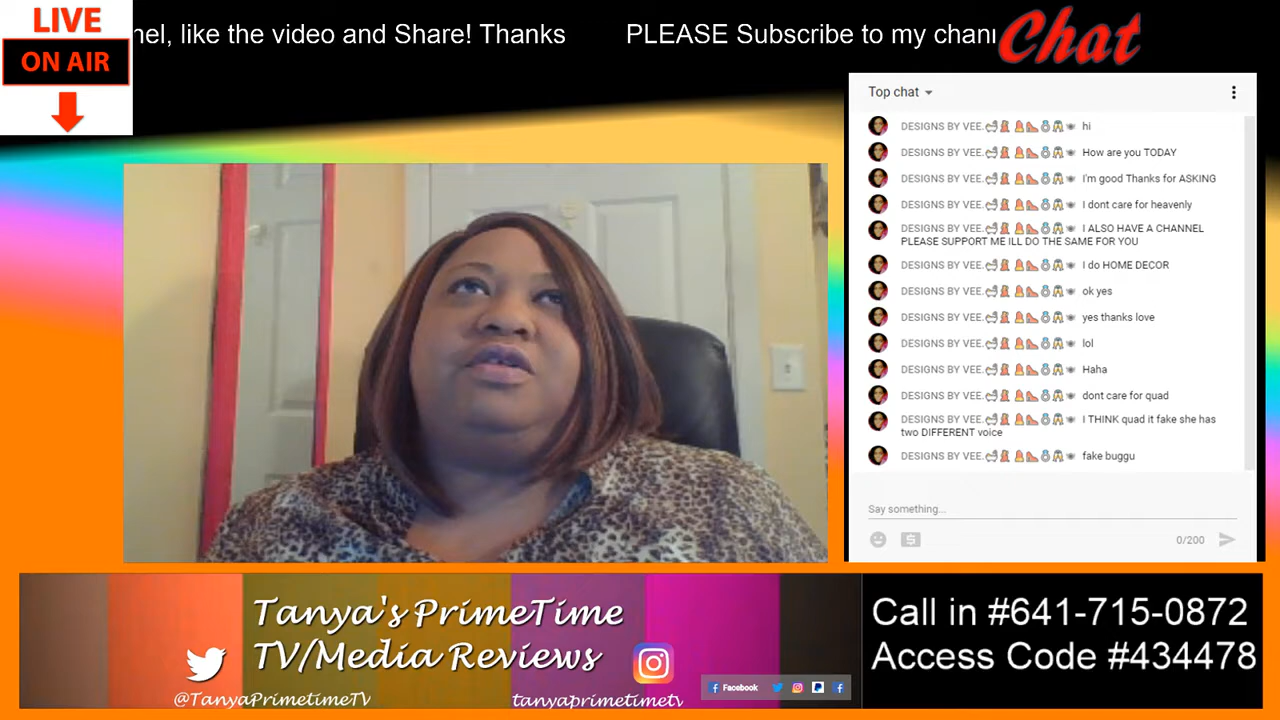 LIVE
ON AIR
nel, like the video and Share! Thanks PLEASE Subscribe to my chan
Chat
Top chat
DESIGNS BY VEE. hi
DESIGNS BY VEE. How are you TODAY
DESIGNS BY VEE. I'm good Thanks for ASKING
DESIGNS BY VEE. I dont care for heavenly
DESIGNS BY VEE. I ALSO HAVE A CHANNEL
PLEASE SUPPORT ME ILL DO THE SAME FOR YOU
DESIGNS BY VEE. I do HOME DECOR
DESIGNS BY VEE. ok yes
DESIGNS BY VEE. yes thanks love
DESIGNS BY VEE. lol
DESIGNS BY VEE. Haha
DESIGNS BY VEE. dont care for quad
DESIGNS BY VEE. I THINK quad it fake she has
two DIFFERENT voice
DESIGNS BY VEE. fake buggu
Say something...
0/200
Tanya's PrimeTime
TV/Media Reviews
@TanyaPrimetimeTV
tanyaprimetimetv
Facebook
Call in #641-715-0872
Access Code #434478